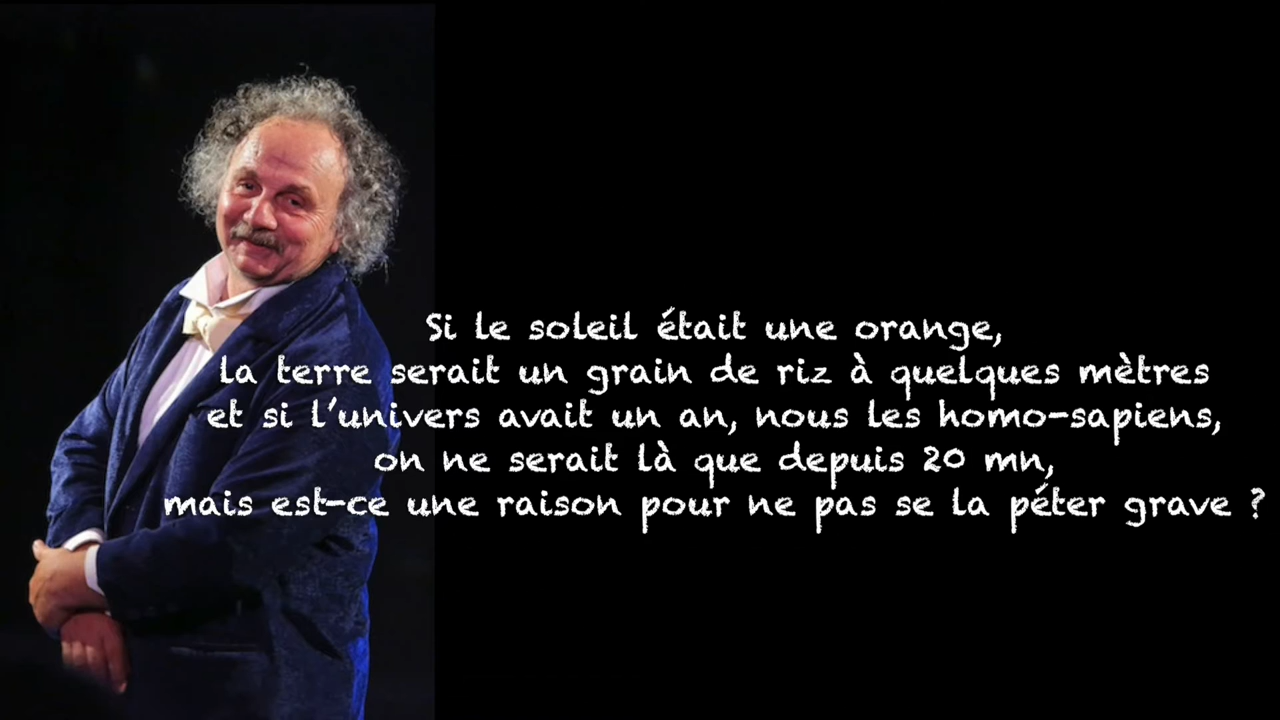 Si le soleil était une orange,
la terre serait un grain de riz à quelques mètres
et si l'univers avait un an, nous les homo-sapiens,
on ne serait là que depuis 20 mn,
mais est-ce une raison pour ne pas se la péter grave ?